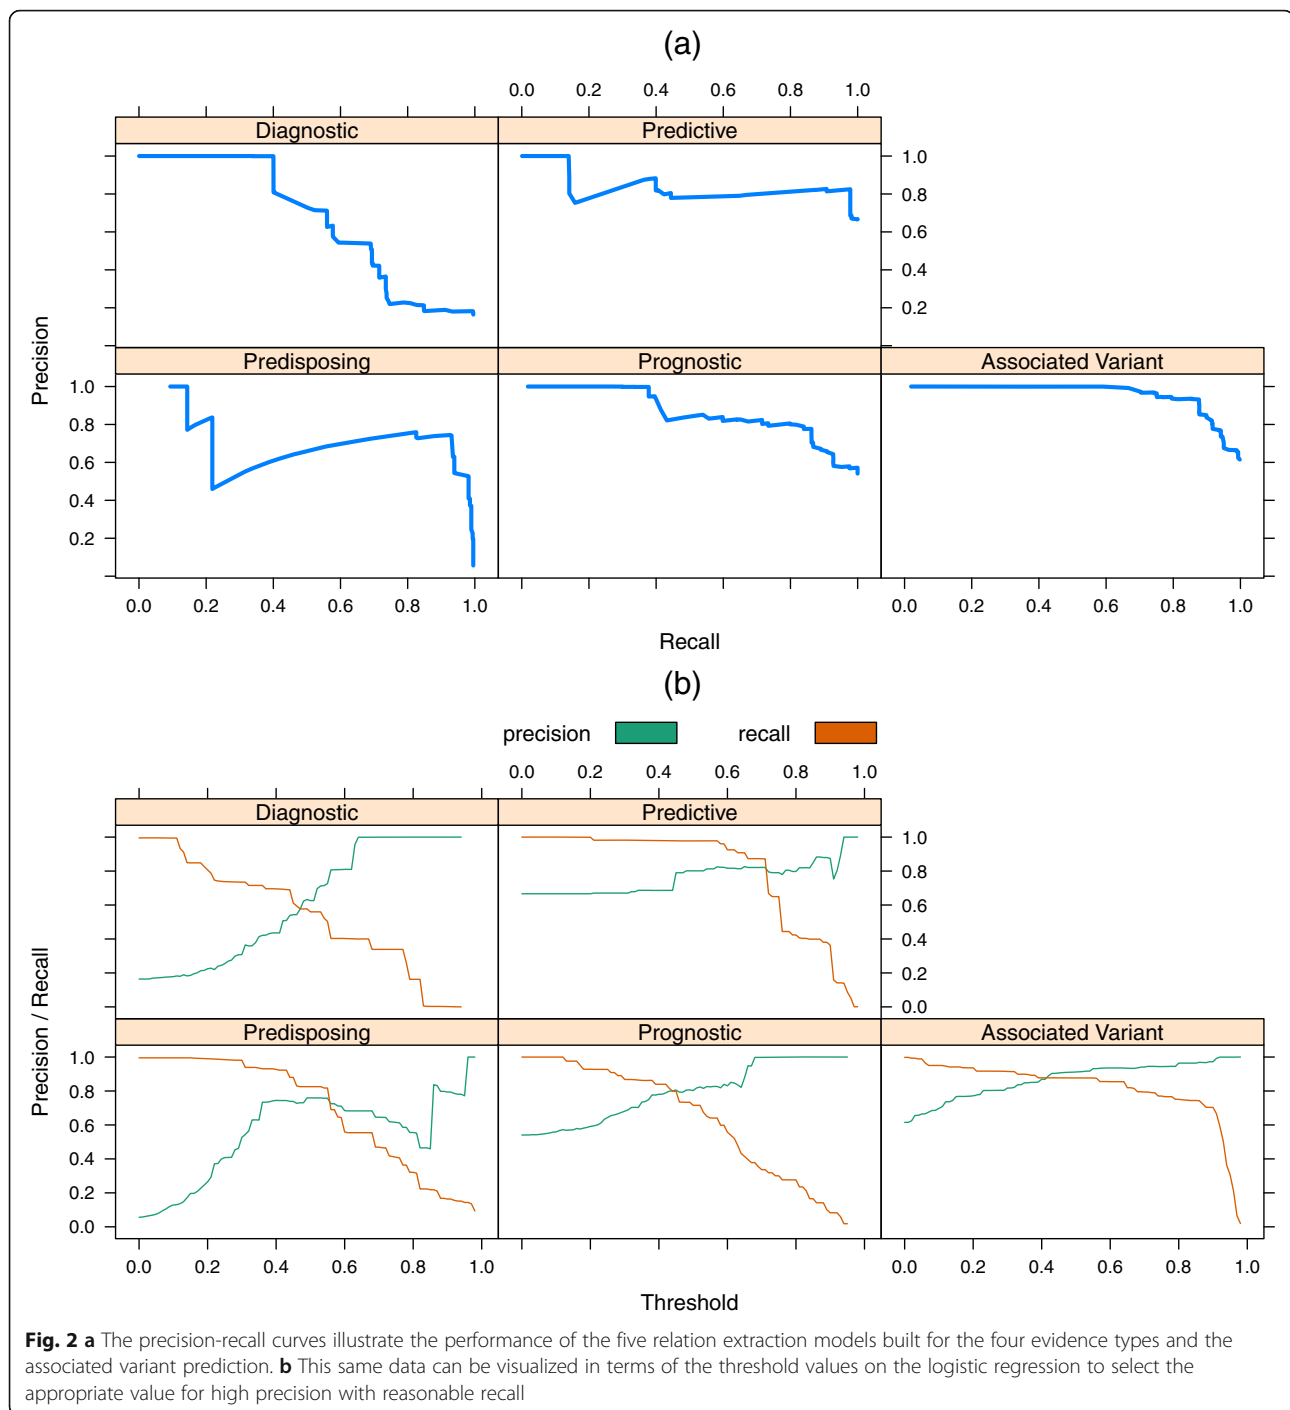 (a)
0.0 0.4 0.8 1.0
Diagnostic Predictive
1.0
0.8
0.6
0.4
0.2
Precision
Predisposing Prognostic Associated Variant
1.0
0.8
0.6
0.4
0.2
0.0 0.2 0.4 0.6 0.8 1.0 0.0 0.2 0.4 0.6 0.8 1.0
Recall
(b)
precision recall
0.0 0.2 0.4 0.6 0.8 1.0
Diagnostic Predictive
1.0
0.8
0.6
0.4
0.2
0.0
Precision / Recall
Predisposing Prognostic Associated Variant
1.0
0.8
0.6
0.4
0.2
0.0
0.0 0.2 0.4 0.6 0.8 1.0 0.0 0.2 0.4 0.6 0.8 1.0
Threshold
Fig. 2 a The precision-recall curves illustrate the performance of the five relation extraction models built for the four evidence types and the
associated variant prediction. b This same data can be visualized in terms of the threshold values on the logistic regression to select the
appropriate value for high precision with reasonable recall